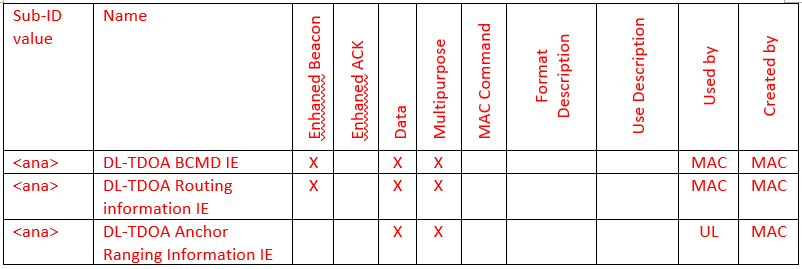 Sub-ID value Name Enhaned Beacon Enhaned ACK Data Multipurpose MAC Command Format Description Use Description Used by Created by
<ana> DL-TDOA BCMD IE X X X MAC MAC
<ana> DL-TDOA Routing information IE X X X MAC MAC
<ana> DL-TDOA Anchor Ranging Information IE X X UL MAC